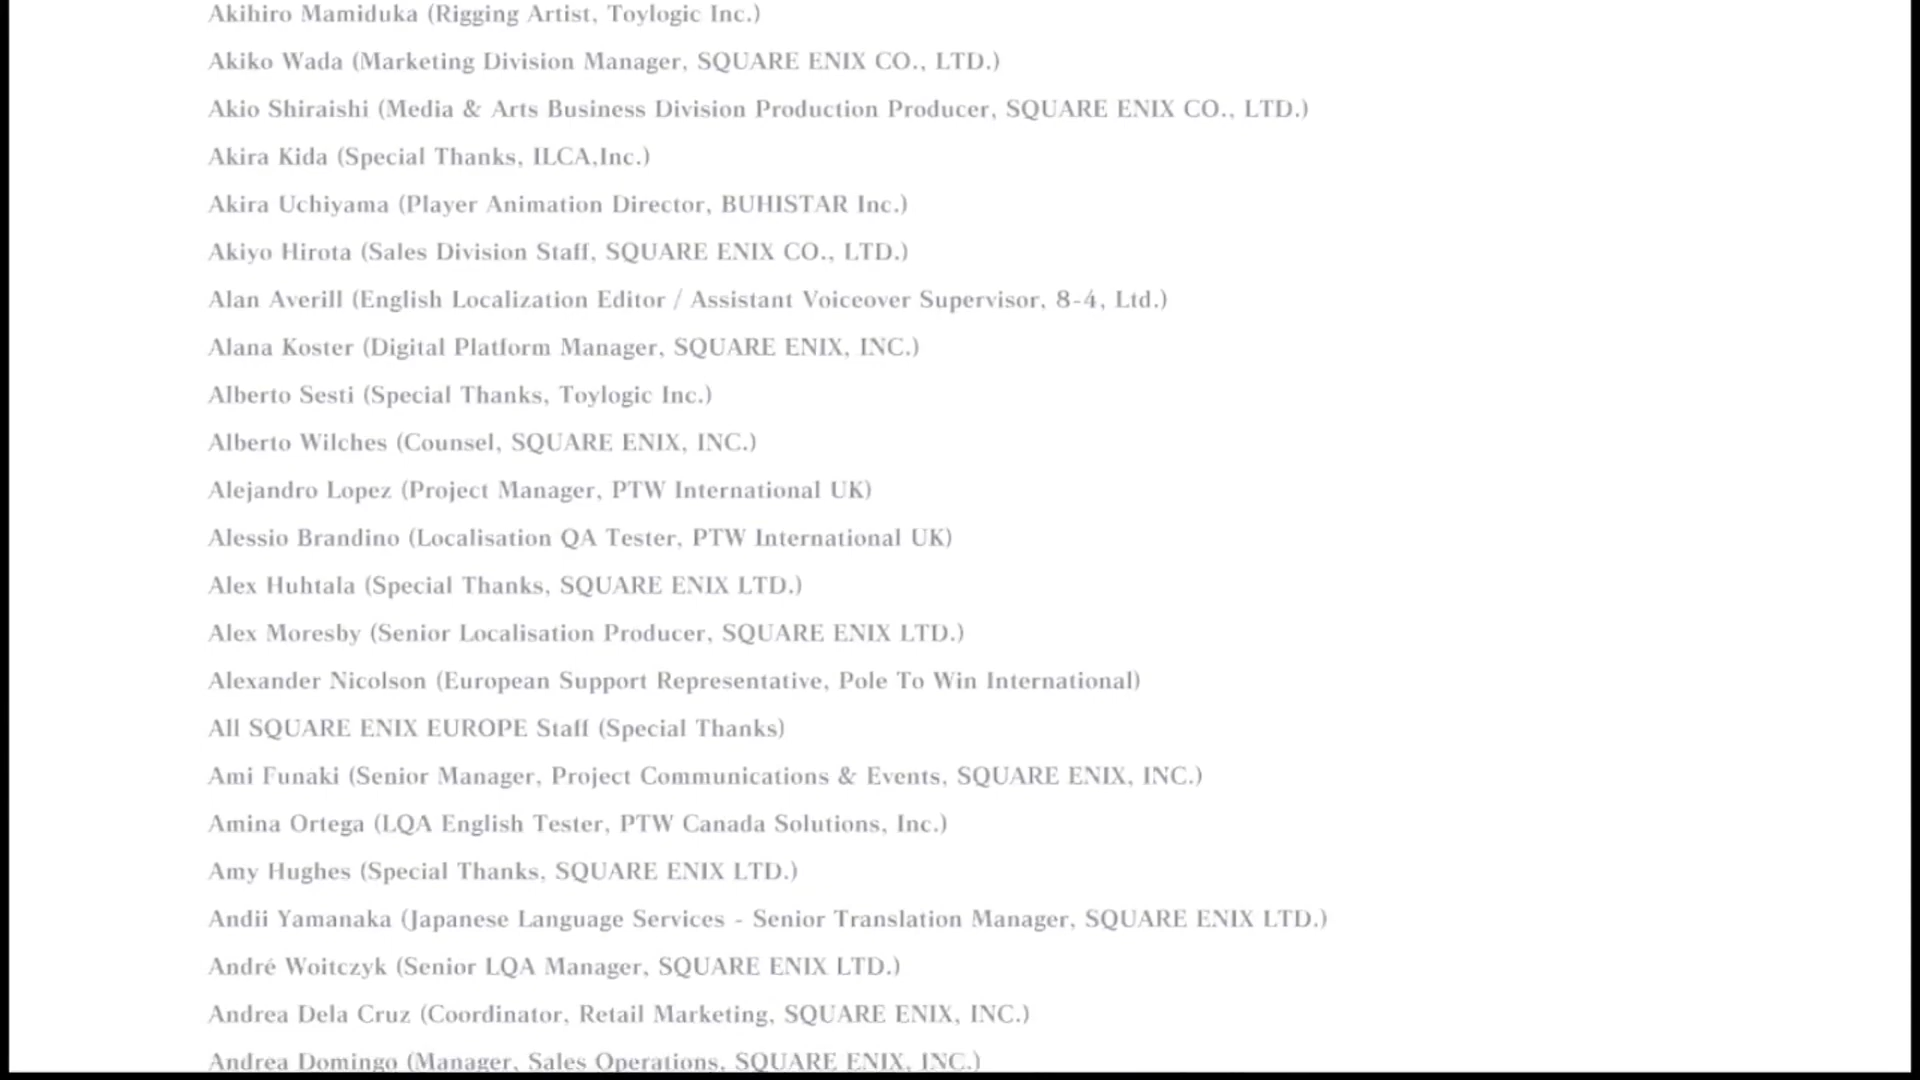 Akihiro Mamiduka (Rigging Artist, Toylogic Inc.)
Akiko Wada (Marketing Division Manager, SQUARE ENIX CO., LTD.)
Akio Shiraishi (Media & Arts Business Division Production Producer, SQUARE ENIX CO., LTD.)
Akira Kida (Special Thanks, ILCA,Inc.)
Akira Uchiyama (Player Animation Director, BUHISTAR Inc.)
Akiyo Hirota (Sales Division Staff, SQUARE ENIX CO., LTD.)
Alan Averill (English Localization Editor / Assistant Voiceover Supervisor, 8-4, Ltd.)
Alana Koster (Digital Platform Manager, SQUARE ENIX, INC.)
Alberto Sesti (Special Thanks, Toylogic Inc.)
Alberto Wilches (Counsel, SQUARE ENIX, INC.)
Alejandro Lopez (Project Manager, PTW International UK)
Alessio Brandino (Localisation QA Tester, PTW International UK)
Alex Huhtala (Special Thanks, SQUARE ENIX LTD.)
Alex Moresby (Senior Localisation Producer, SQUARE ENIX LTD.)
Alexander Nicolson (European Support Representative, Pole To Win International)
All SQUARE ENIX EUROPE Staff (Special Thanks)
Ami Funaki (Senior Manager, Project Communications & Events, SQUARE ENIX, INC.)
Amina Ortega (LQA English Tester, PTW Canada Solutions, Inc.)
Amy Hughes (Special Thanks, SQUARE ENIX LTD.)
Andii Yamanaka (Japanese Language Services - Senior Translation Manager, SQUARE ENIX LTD.)
André Woitczyk (Senior LQA Manager, SQUARE ENIX LTD.)
Andrea Dela Cruz (Coordinator, Retail Marketing, SQUARE ENIX, INC.)
Andrea Domingo (Manager, Sales Operations, SQUARE ENIX, INC.)